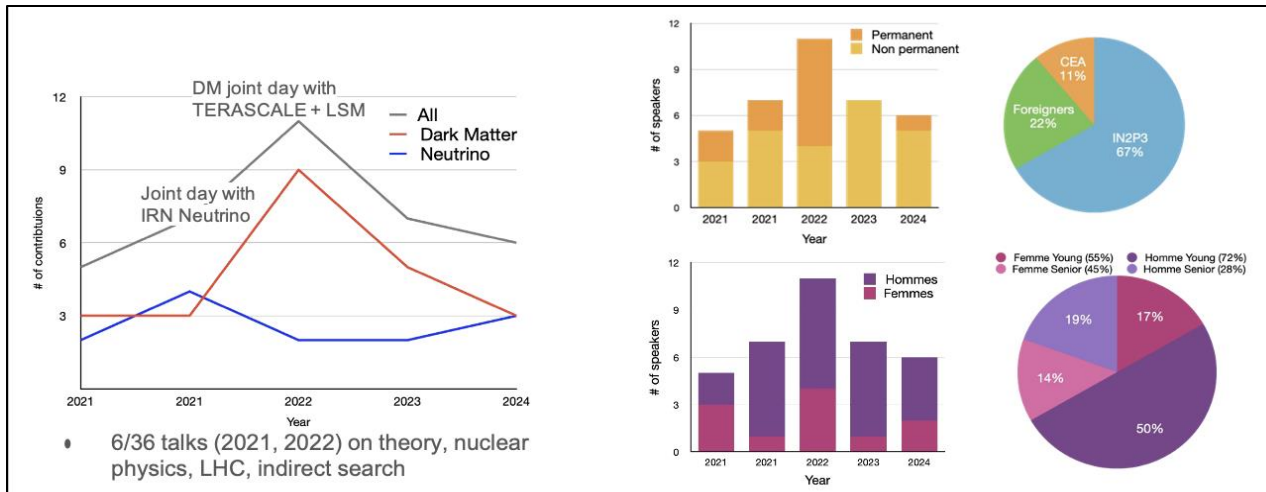 DM joint day with
TERASCALE + LSM
All
Dark Matter
Neutrino
Joint day with
IRN Neutrino
# of contribtuions
12
9
6
3
2021
2021
2022
2023
2024
Year
• 6/36 talks (2021, 2022) on theory, nuclear
physics, LHC, indirect search
Permanent
Non permanent
# of speakers
12
9
6
3
0
2021
2021
2022
2023
2024
Year
CEA
11%
Foreigners
22%
IN2P3
67%
Hommes
Femmes
# of speakers
12
9
6
3
0
2021
2021
2022
2023
2024
Year
Femme Young (55%)
Homme Young (72%)
Femme Senior (45%)
Homme Senior (28%)
19%
17%
14%
50%